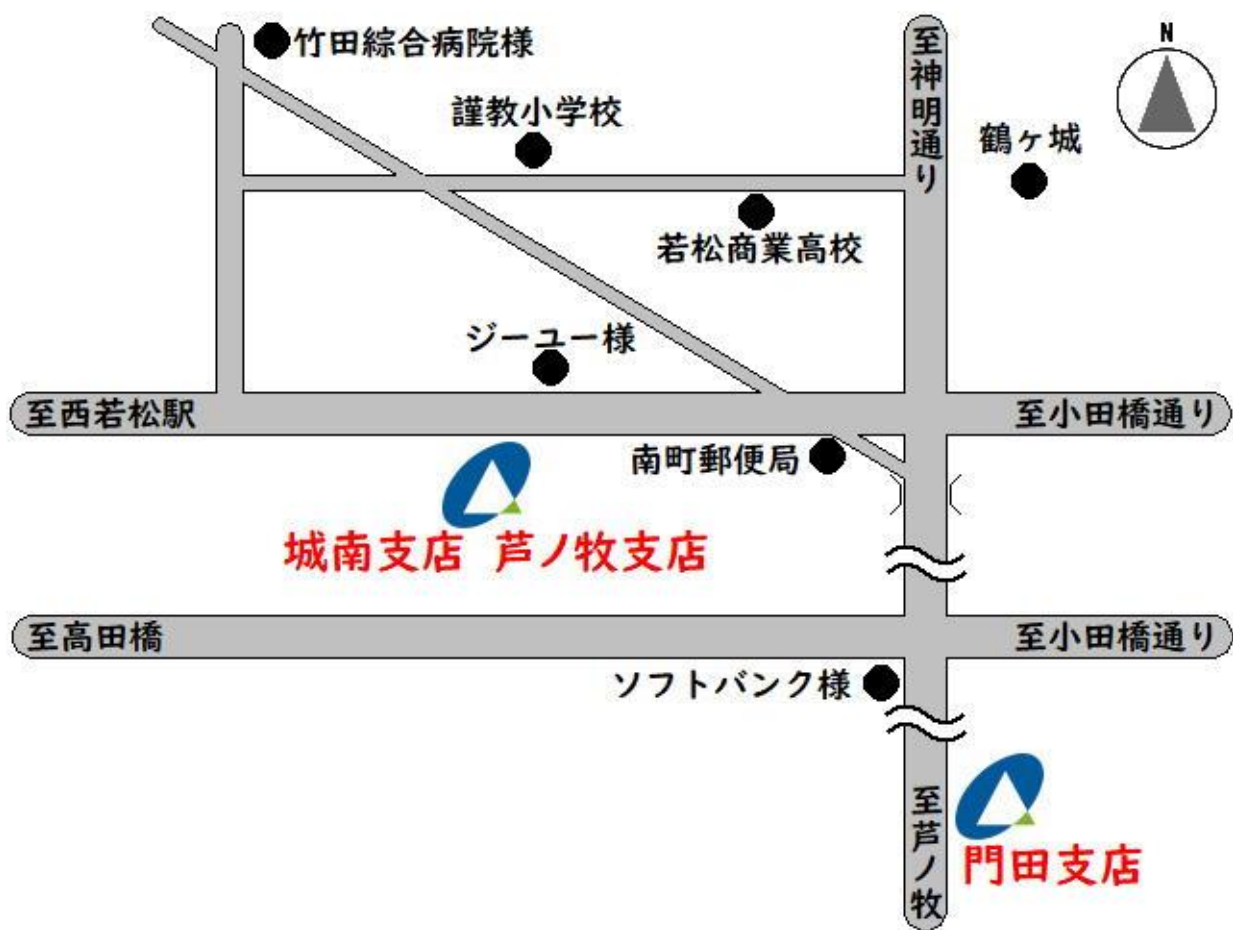 竹田綜合病院様
N
至神明通り
謹教小学校
鶴ヶ城
若松商業高校
ジーユー様
至西若松駅
至小田橋通り
南町郵便局
城南支店 芦ノ牧支店
至高田橋
至小田橋通り
ソフトバンク様
至芦ノ牧
門田支店